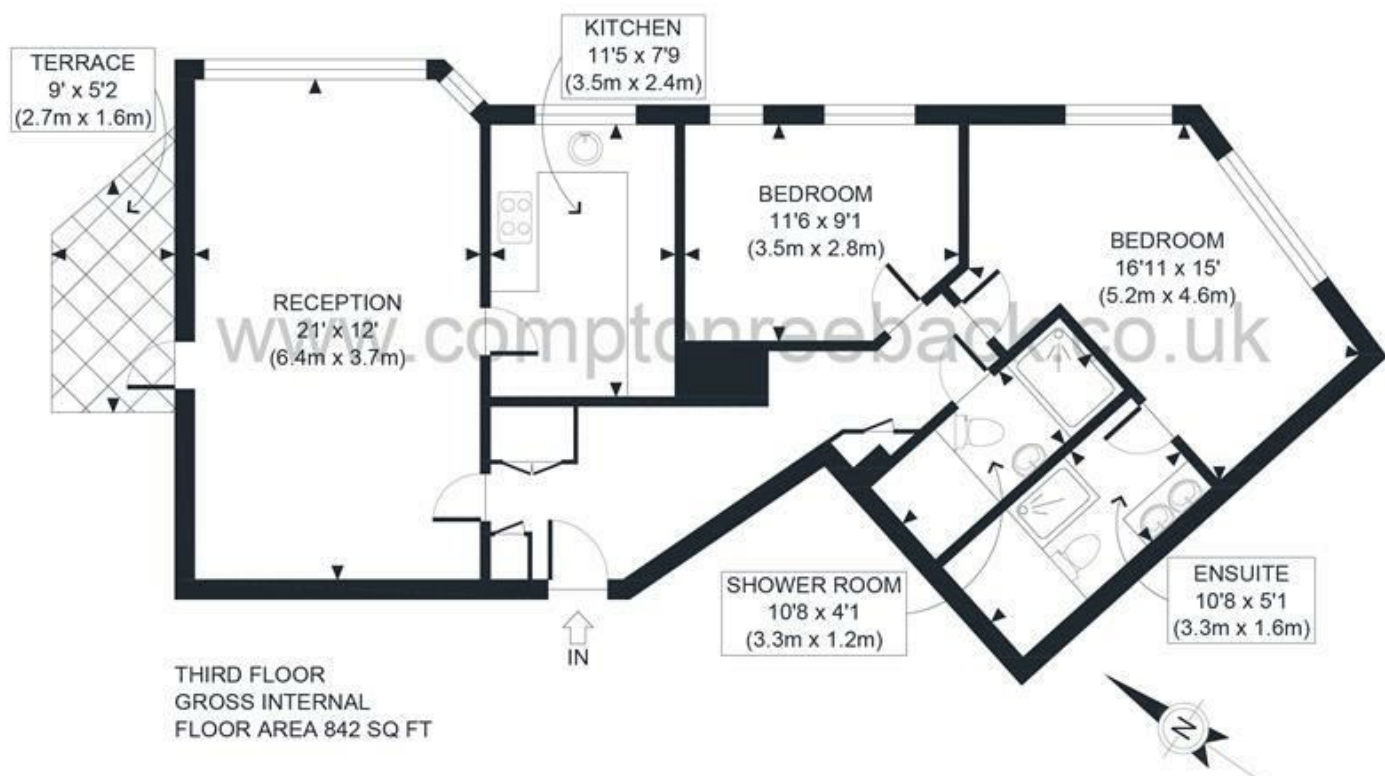 TERRACE
9' x 5'2
(2.7m x 1.6m)
KITCHEN
11'5 x 7'9
(3.5m x 2.4m)
BEDROOM
11'6 x 9'1
(3.5m x 2.8m)
BEDROOM
16'11 x 15'
(5.2m x 4.6m)
RECEPTION
21' x 12'
(6.4m x 3.7m)
www.comptonreeback.co.uk
SHOWER ROOM
10'8 x 4'1
(3.3m x 1.2m)
ENSUITE
10'8 x 5'1
(3.3m x 1.6m)
IN
THIRD FLOOR
GROSS INTERNAL
FLOOR AREA 842 SQ FT
N